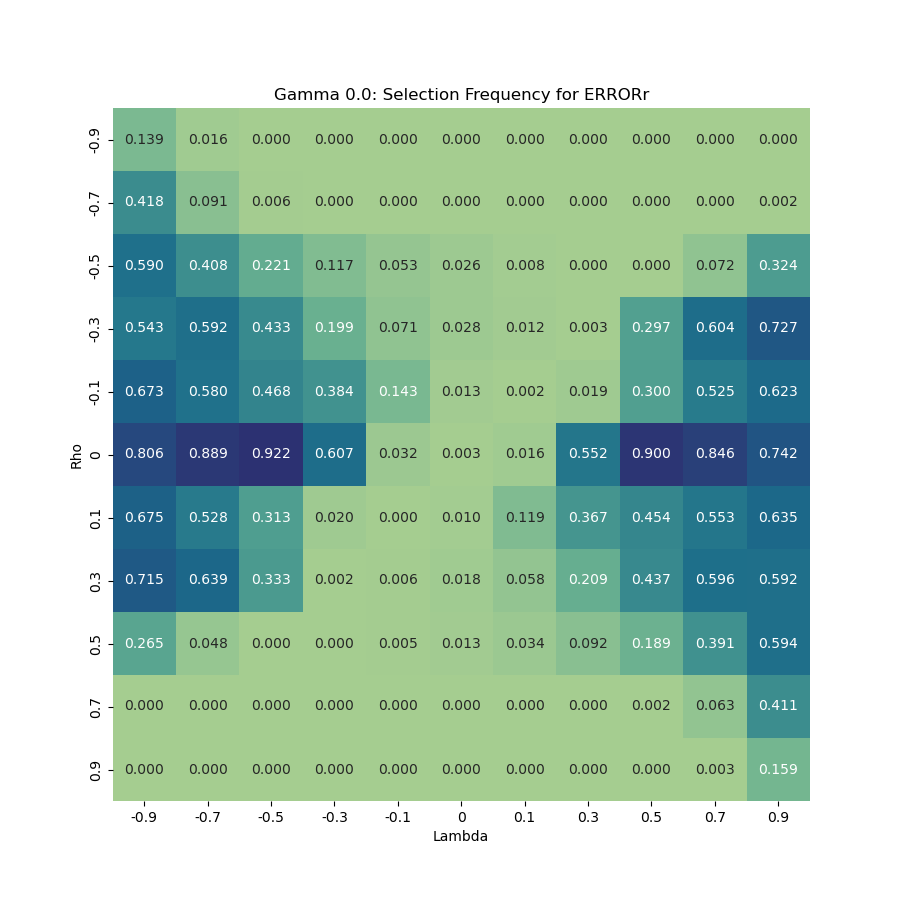 Gamma 0.0: Selection Frequency for ERRORr
-0.9 0.139 0.016 0.000 0.000 0.000 0.000 0.000 0.000 0.000 0.000 0.000
-0.7 0.418 0.091 0.006 0.000 0.000 0.000 0.000 0.000 0.000 0.000 0.002
-0.5 0.590 0.408 0.221 0.117 0.053 0.026 0.008 0.000 0.000 0.072 0.324
-0.3 0.543 0.592 0.433 0.199 0.071 0.028 0.012 0.003 0.297 0.604 0.727
-0.1 0.673 0.580 0.468 0.384 0.143 0.013 0.002 0.019 0.300 0.525 0.623
Rho
0 0.806 0.889 0.922 0.607 0.032 0.003 0.016 0.552 0.900 0.846 0.742
0.1 0.675 0.528 0.313 0.020 0.000 0.010 0.119 0.367 0.454 0.553 0.635
0.3 0.715 0.639 0.333 0.002 0.006 0.018 0.058 0.209 0.437 0.596 0.592
0.5 0.265 0.048 0.000 0.000 0.005 0.013 0.034 0.092 0.189 0.391 0.594
0.7 0.000 0.000 0.000 0.000 0.000 0.000 0.000 0.000 0.002 0.063 0.411
0.9 0.000 0.000 0.000 0.000 0.000 0.000 0.000 0.000 0.000 0.003 0.159
-0.9 -0.7 -0.5 -0.3 -0.1 0 0.1 0.3 0.5 0.7 0.9
Lambda